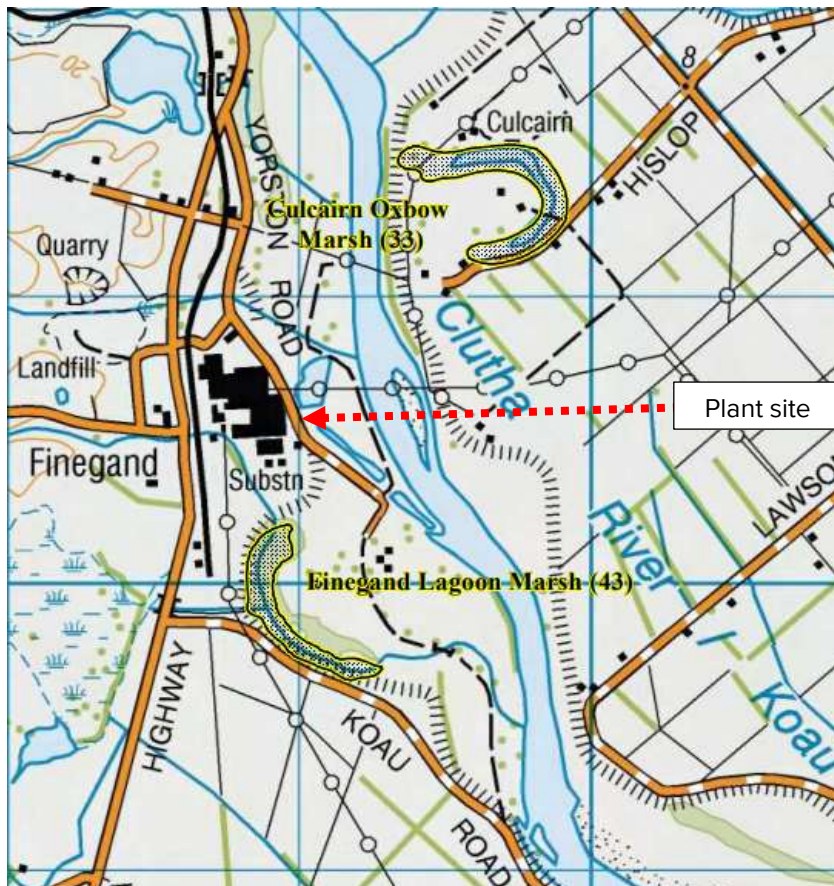 20
8
Culcairn
YORSTON
ROAD
HISLOP
Culcairn Oxbow
Marsh (33)
Quarry
Landfill
Clutha
Plant site
Finegand
Substn
LAWSON
River /
Koau
Finegand Lagoon Marsh (43)
HIGHWAY
KOAU
ROAD